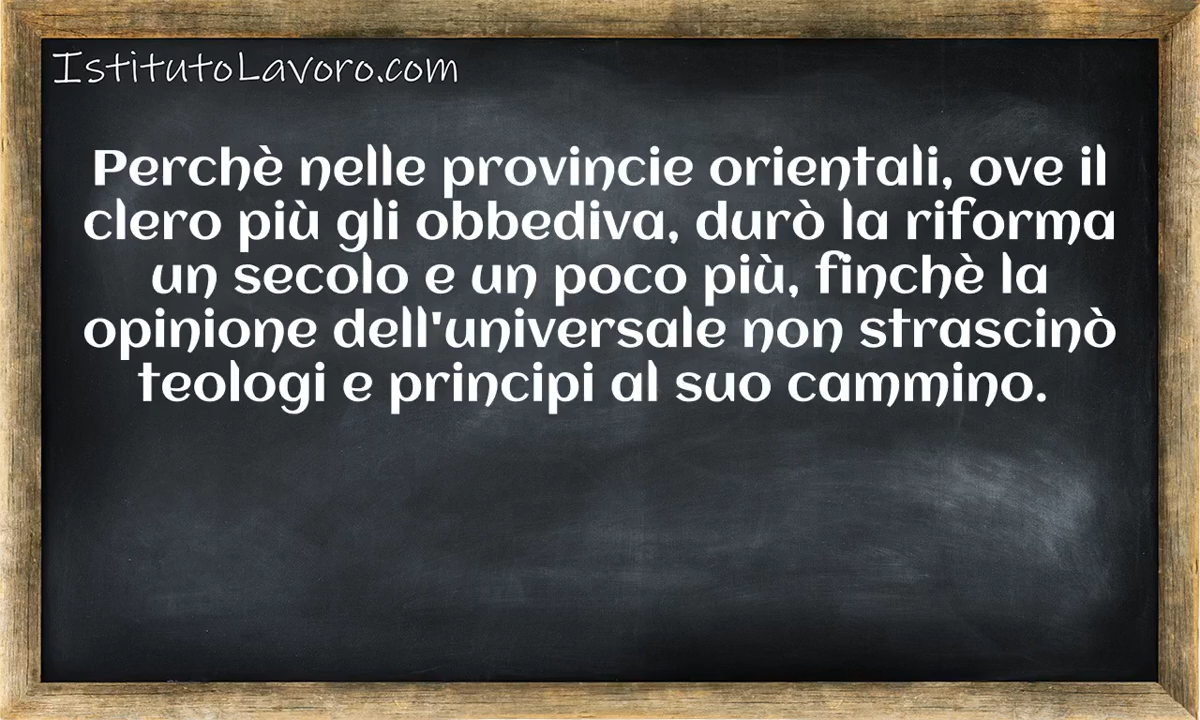 IstitutoLavoro.com
Perchè nelle provincie orientali, ove il
clero più gli obbediva, durò la riforma
un secolo e un poco più, finchè la
opinione dell'universale non strascinò
teologi e principi al suo cammino.